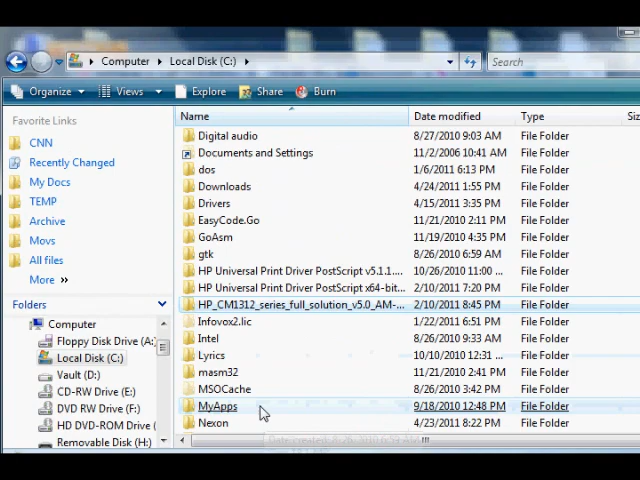 Computer ▸ Local Disk (C:) ▸
Search
Organize Views Explore Share Burn
Favorite Links
CNN
Recently Changed
My Docs
TEMP
Archive
Movs
All files
More »
Folders
Computer
Floppy Disk Drive (A:
Local Disk (C:)
Vault (D:)
CD-RW Drive (E:)
DVD RW Drive (F:)
HD DVD-ROM Drive
Removable Disk (H:)
Name Date modified Type Siz
Digital audio 8/27/2010 9:03 AM File Folder
Documents and Settings 11/2/2006 10:41 AM File Folder
dos 1/6/2011 6:13 PM File Folder
Downloads 4/24/2011 1:55 PM File Folder
Drivers 4/15/2011 3:35 PM File Folder
EasyCode.Go 11/21/2010 2:11 PM File Folder
GoAsm 11/19/2010 4:35 PM File Folder
gtk 8/26/2010 6:59 AM File Folder
HP Universal Print Driver PostScript v5.1.1.... 10/26/2010 11:00 ... File Folder
HP Universal Print Driver PostScript x64-bit... 2/10/2011 7:20 PM File Folder
HP_CM1312_series_full_solution_v5.0_AM-... 2/10/2011 8:45 PM File Folder
Infovox2.lic 1/22/2011 6:51 PM File Folder
Intel 8/26/2010 9:33 AM File Folder
Lyrics 10/10/2010 12:31 ... File Folder
masm32 11/21/2010 2:41 PM File Folder
MSOCache 8/26/2010 3:42 PM File Folder
MyApps 9/18/2010 12:48 PM File Folder
Nexon 4/23/2011 8:22 PM File Folder
Date created: 8/26/2010 6:59 AM